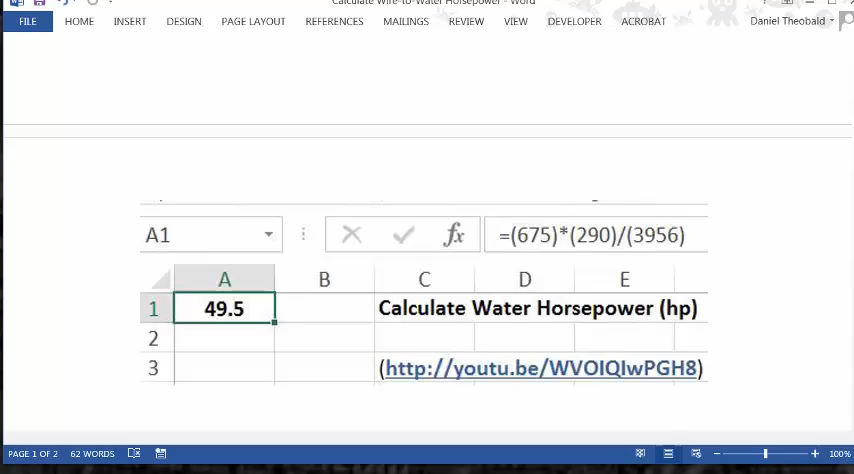 Calculate Wire-to-Water Horsepower - Word
FILE HOME INSERT DESIGN PAGE LAYOUT REFERENCES MAILINGS REVIEW VIEW DEVELOPER ACROBAT Daniel Theobald
A1 fx =(675)*(290)/(3956)
A B C D E
1 49.5 Calculate Water Horsepower (hp)
2
3 (http://youtu.be/WVOIQIwPGH8)
PAGE 1 OF 2 62 WORDS 100%